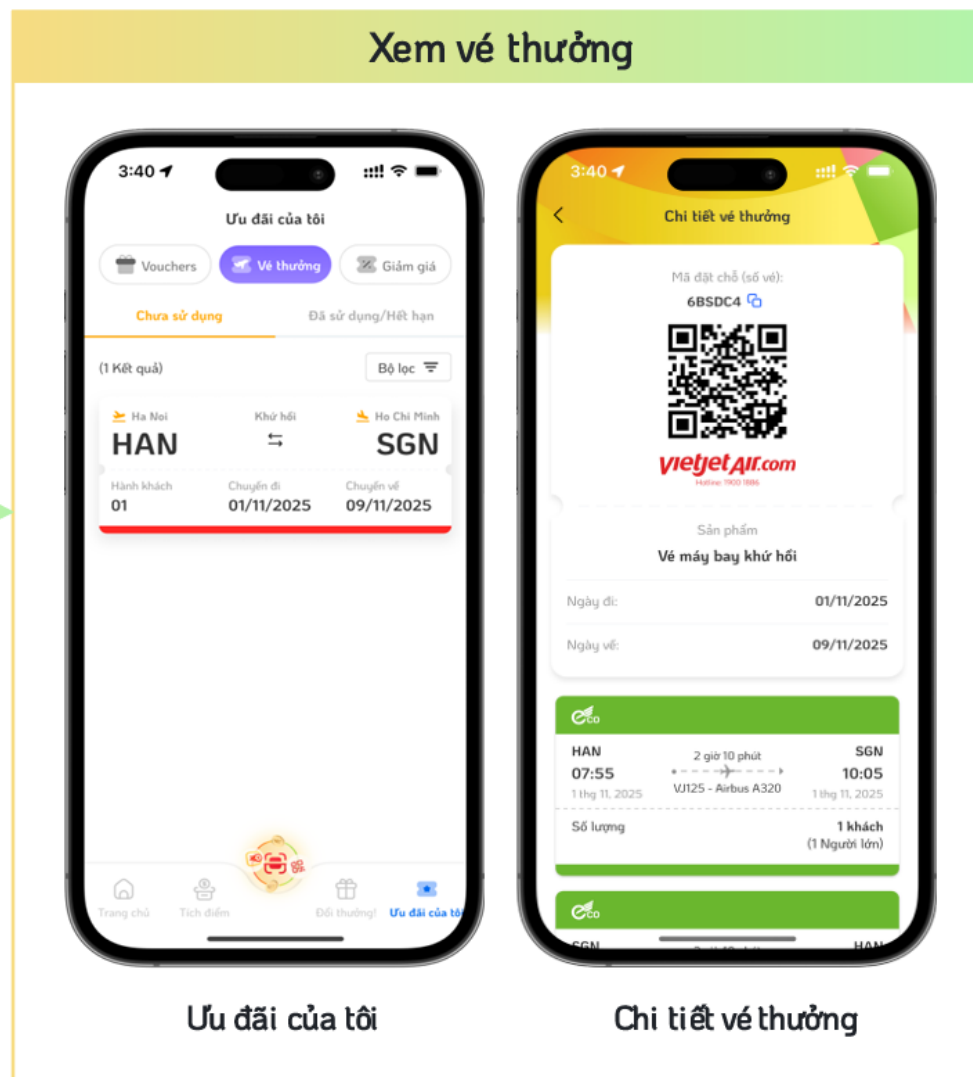 Xem vé thưởng
3:40
Ưu đãi của tôi
Vouchers Vé thưởng Giảm giá
Chưa sử dụng Đã sử dụng/Hết hạn
(1 Kết quả) Bộ lọc
Ha Noi Khứ hồi Ho Chi Minh
HAN SGN
Hành khách Chuyến đi Chuyến về
01 01/11/2025 09/11/2025
Trang chủ Tích điểm Đổi thưởng! Ưu đãi của tô
Ưu đãi của tôi
3:40
Chi tiết vé thưởng
Mã đặt chỗ (số vé):
6BSDC4
vietjetAir.com
Hotline 1900 1886
Sản phẩm
Vé máy bay khứ hồi
Ngày đi: 01/11/2025
Ngày về: 09/11/2025
eco
HAN 2 giờ 10 phút SGN
07:55 10:05
1 thg 11, 2025 VJ125 - Airbus A320 1 thg 11, 2025
Số lượng 1 khách
(1 Người lớn)
eco
SGN HAN
Chi tiết vé thưởng